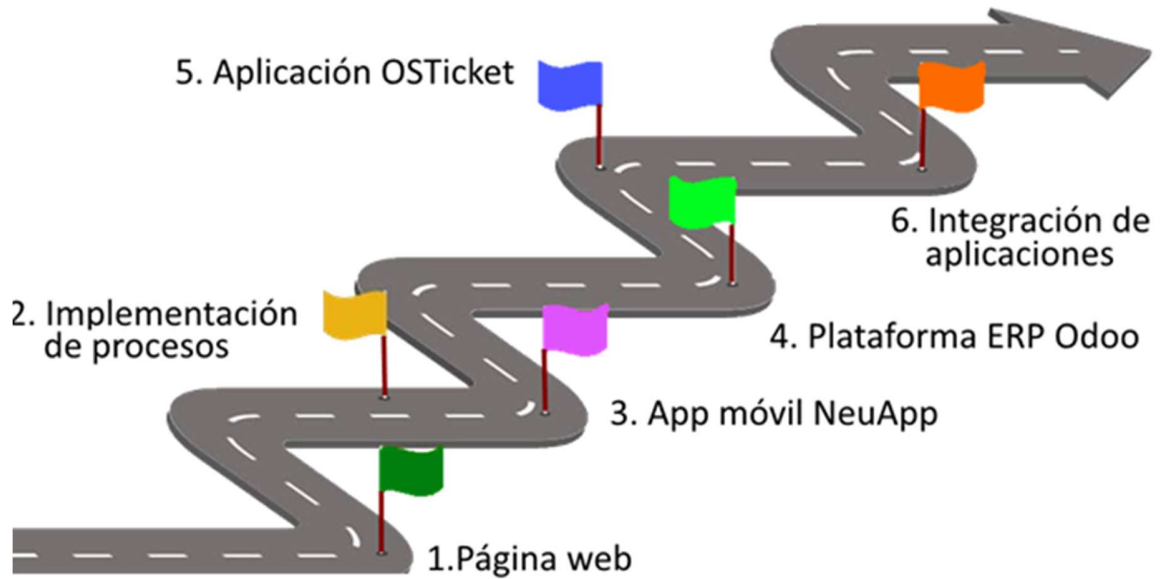 5. Aplicación OSTicket
6. Integración de
aplicaciones
2. Implementación
de procesos
4. Plataforma ERP Odoo
3. App móvil NeuApp
1.Página web